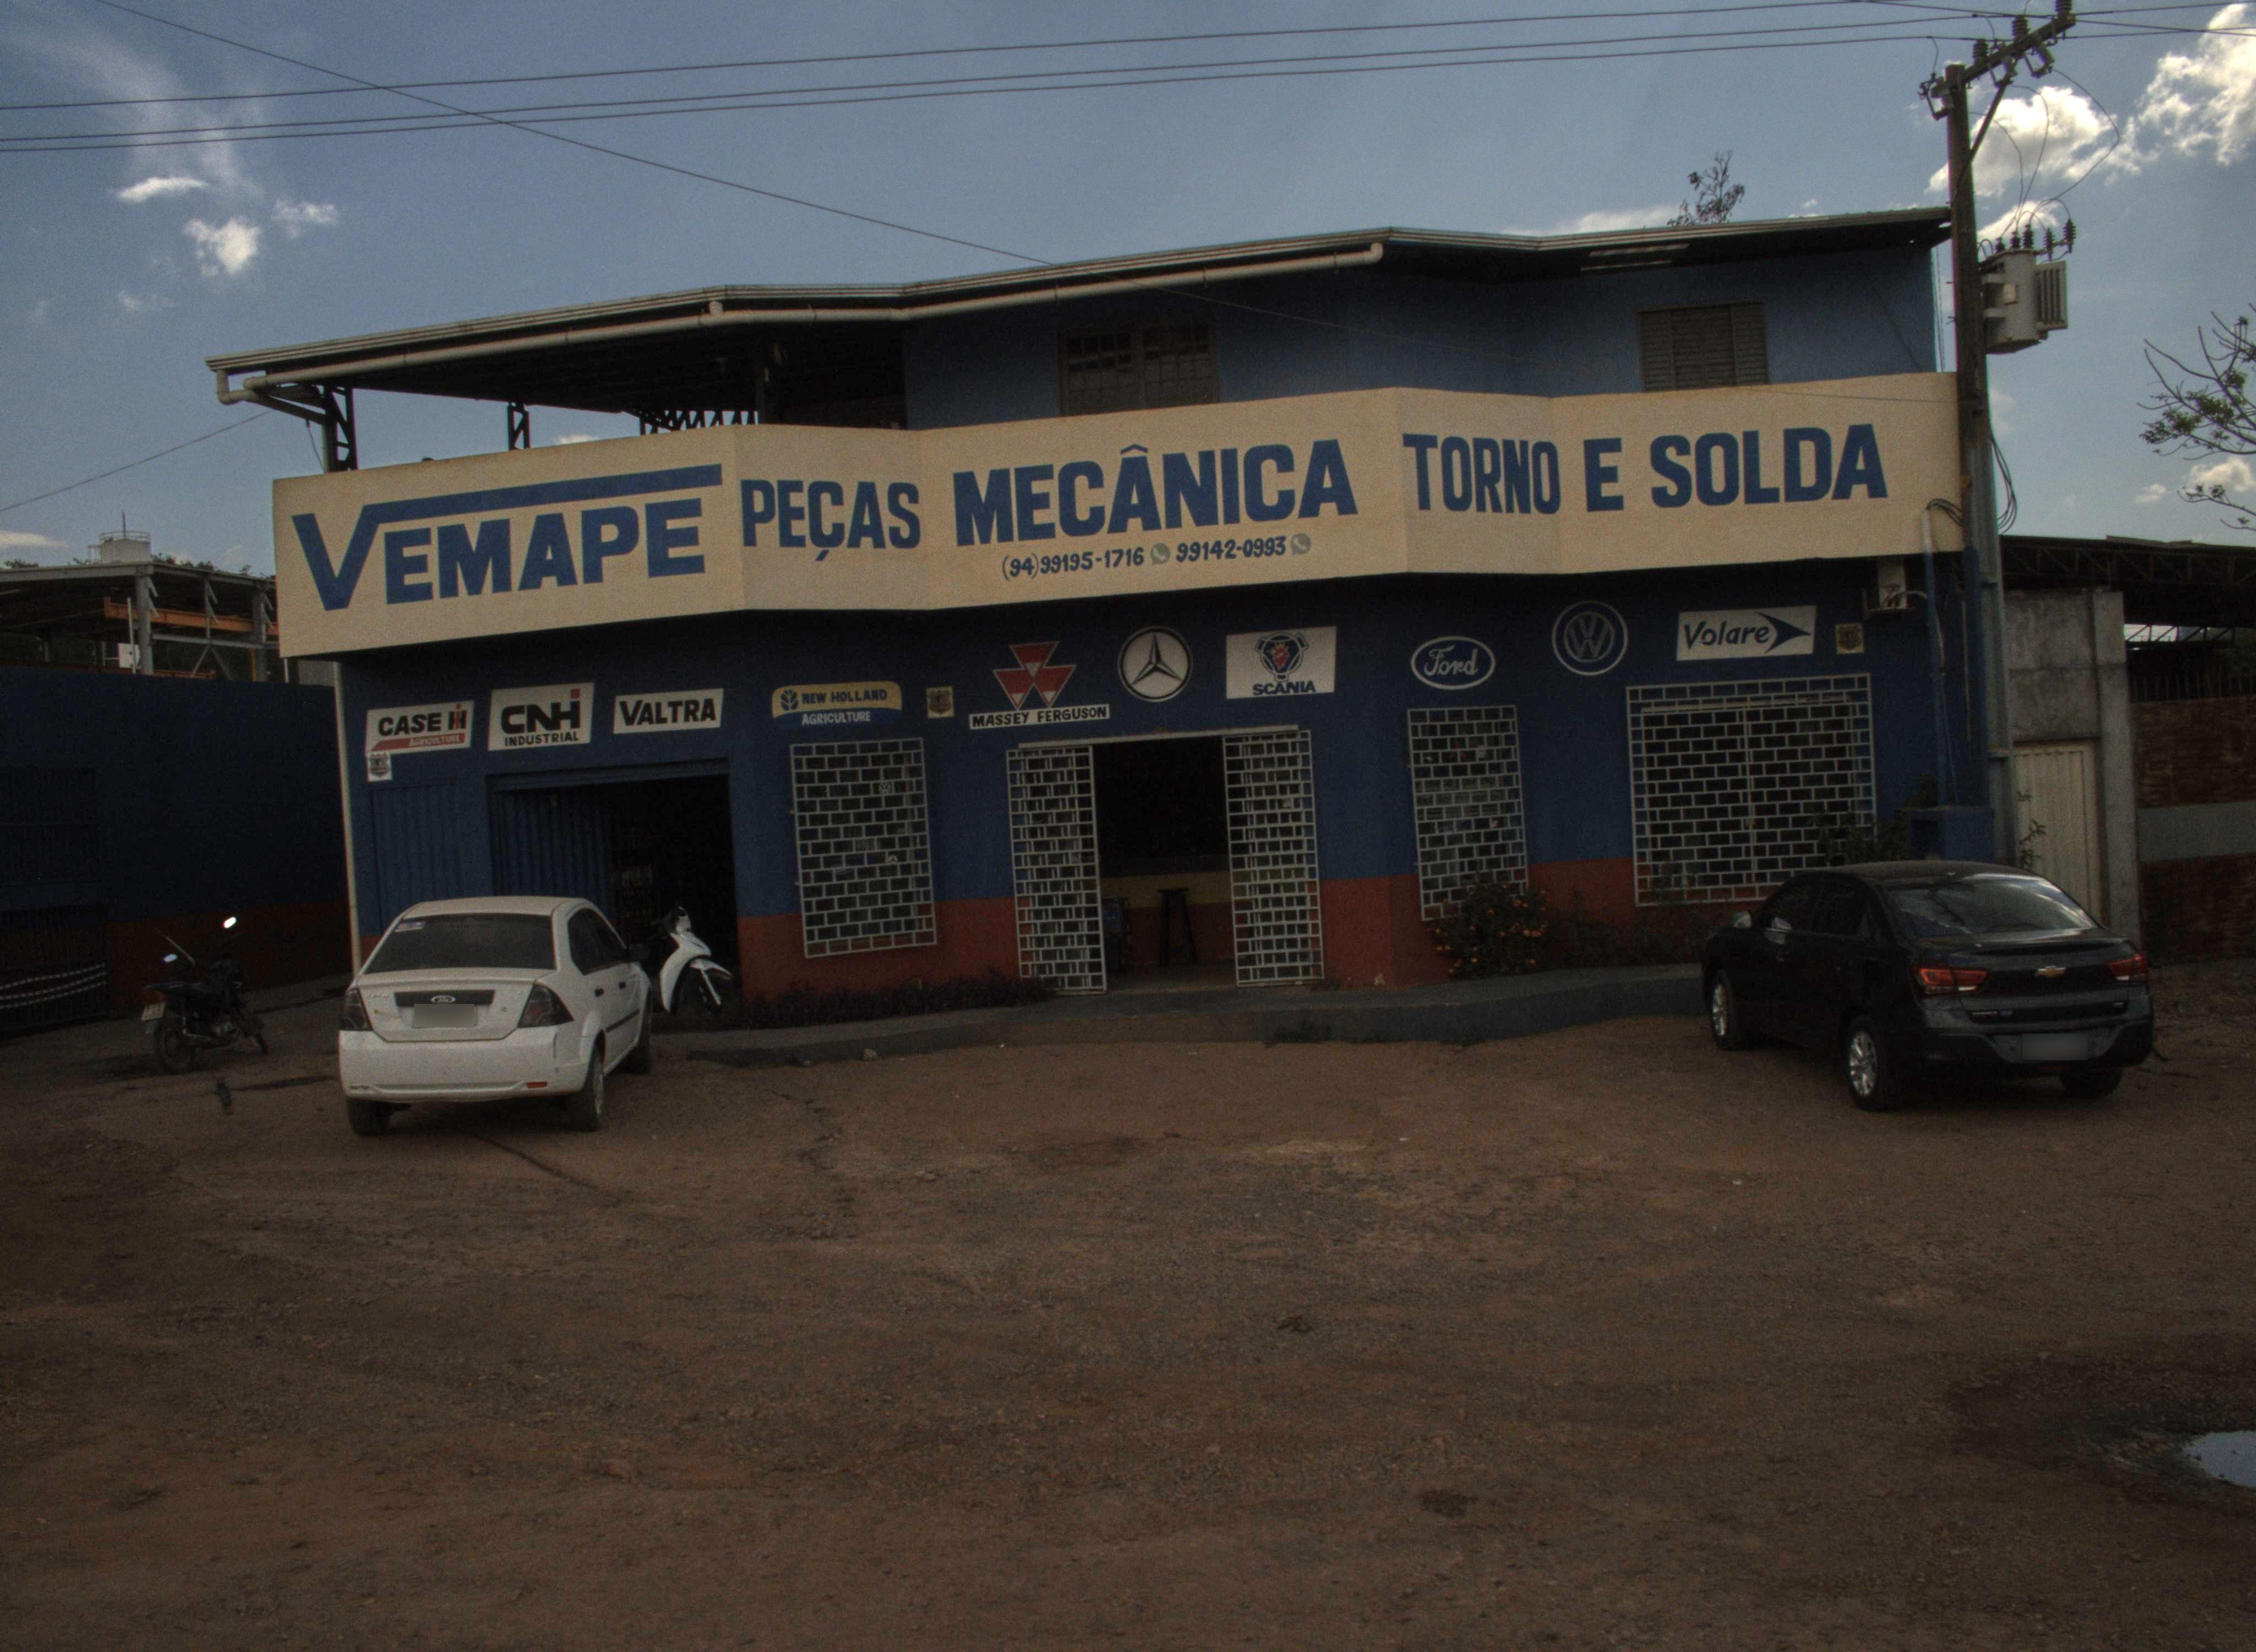 VEMAPE PEÇAS MECÂNICA TORNO E SOLDA
(94)99195-1716 99142-0993
CASE IH
AGRICULTURE
CNH
INDUSTRIAL
VALTRA
NEW HOLLAND
AGRICULTURE
MASSEY FERGUSON
SCANIA
Ford
VW
Volare